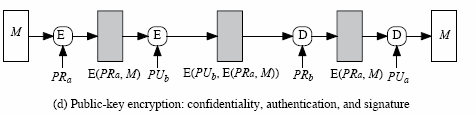 M E E D D M
PRa E(PRa, M) PUb E(PUb, E(PRa, M)) PRb E(PRa, M) PUa
(d) Public-key encryption: confidentiality, authentication, and signature